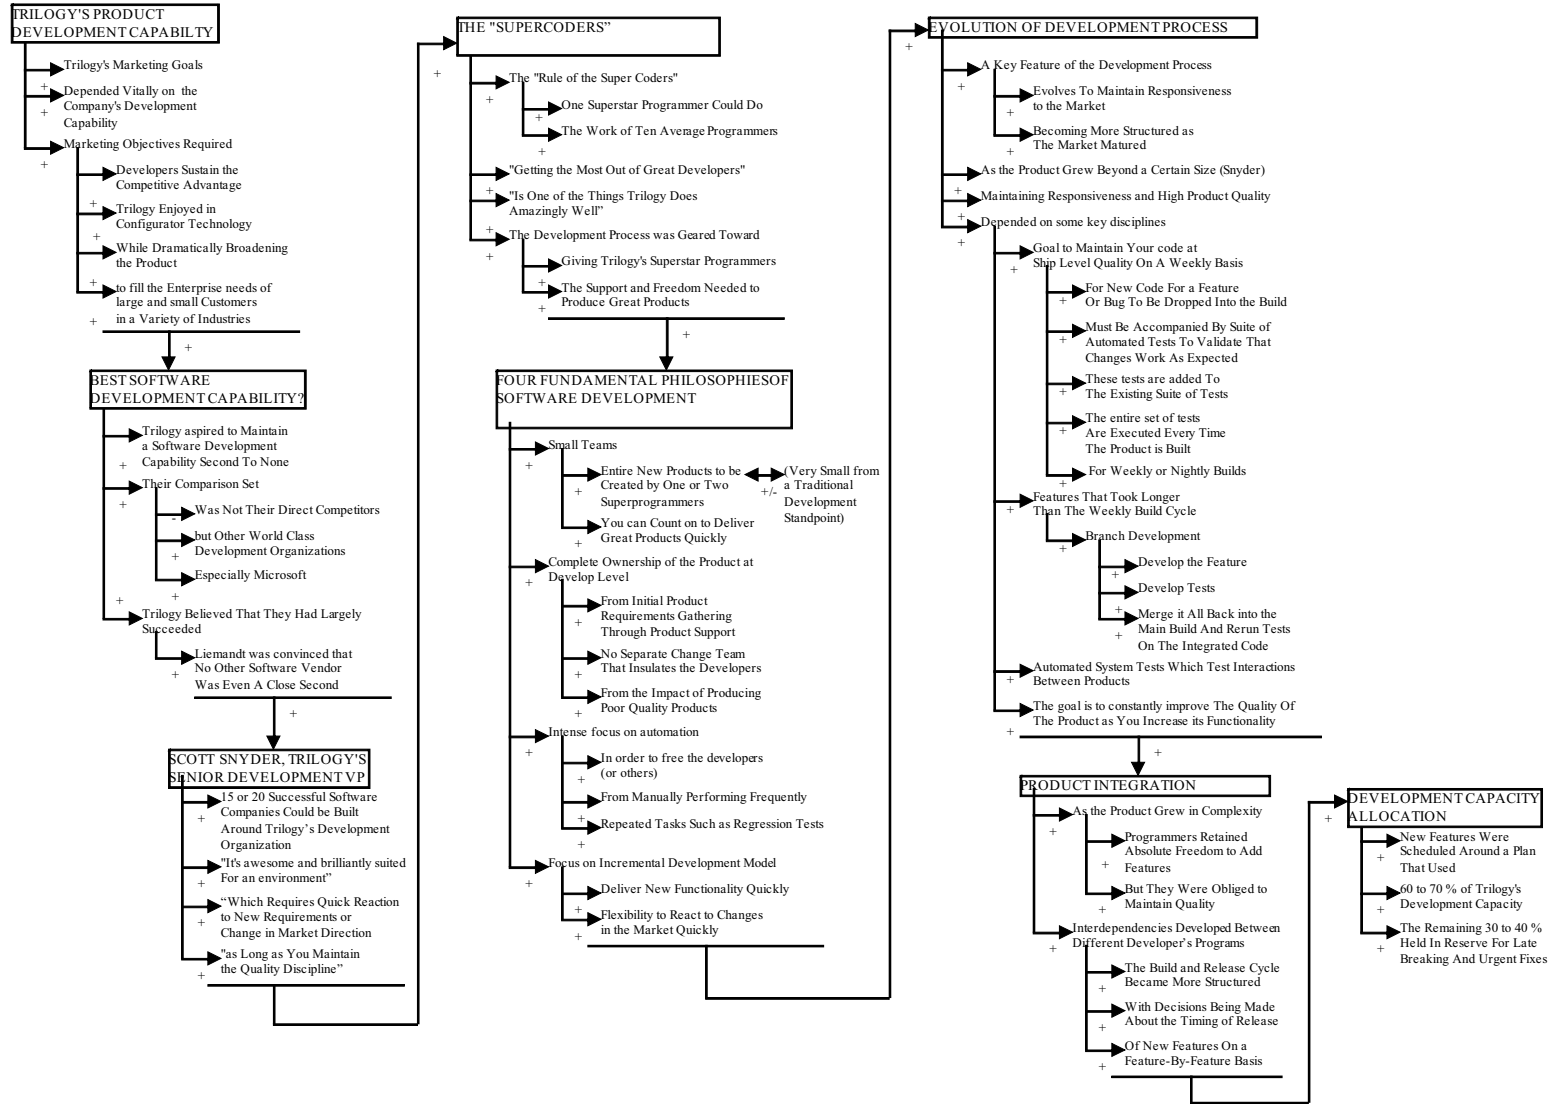 TRILOGY'S PRODUCT
DEVELOPMENT CAPABILTY
Trilogy's Marketing Goals
+
Depended Vitally on the
Company's Development
Capability
+
Marketing Objectives Required
+
Developers Sustain the
Competitive Advantage
+
Trilogy Enjoyed in
Configurator Technology
+
While Dramatically Broadening
the Product
+
to fill the Enterprise needs of
large and small Customers
in a Variety of Industries
+
+
BEST SOFTWARE
DEVELOPMENT CAPABILITY?
Trilogy aspired to Maintain
a Software Development
Capability Second To None
+
Their Comparison Set
+
Was Not Their Direct Competitors
-
but Other World Class
Development Organizations
+
Especially Microsoft
+
+
Trilogy Believed That They Had Largely
Succeeded
Liemandt was convinced that
No Other Software Vendor
Was Even A Close Second
+
+
SCOTT SNYDER, TRILOGY'S
SENIOR DEVELOPMENT VP
15 or 20 Successful Software
Companies Could be Built
Around Trilogy’s Development
Organization
+
"It's awesome and brilliantly suited
For an environment”
+
“Which Requires Quick Reaction
to New Requirements or
Change in Market Direction
+
"as Long as You Maintain
the Quality Discipline”
+
+
THE "SUPERCODERS”
The "Rule of the Super Coders"
+
One Superstar Programmer Could Do
+
The Work of Ten Average Programmers
+
"Getting the Most Out of Great Developers"
+
"Is One of the Things Trilogy Does
Amazingly Well”
+
The Development Process was Geared Toward
+
Giving Trilogy's Superstar Programmers
+
The Support and Freedom Needed to
Produce Great Products
+
+
FOUR FUNDAMENTAL PHILOSOPHIESOF
SOFTWARE DEVELOPMENT
Small Teams
+
Entire New Products to be
Created by One or Two
Superprogrammers
+
+/-
(Very Small from
a Traditional
Development
Standpoint)
You can Count on to Deliver
Great Products Quickly
+
Complete Ownership of the Product at
Develop Level
+
From Initial Product
Requirements Gathering
Through Product Support
+
No Separate Change Team
That Insulates the Developers
+
From the Impact of Producing
Poor Quality Products
+
Intense focus on automation
+
In order to free the developers
(or others)
+
From Manually Performing Frequently
+
Repeated Tasks Such as Regression Tests
+
Focus on Incremental Development Model
+
Deliver New Functionality Quickly
+
Flexibility to React to Changes
in the Market Quickly
+
+
EVOLUTION OF DEVELOPMENT PROCESS
A Key Feature of the Development Process
+
Evolves To Maintain Responsiveness
to the Market
+
Becoming More Structured as
The Market Matured
+
As the Product Grew Beyond a Certain Size (Snyder)
+
Maintaining Responsiveness and High Product Quality
+
Depended on some key disciplines
+
Goal to Maintain Your code at
Ship Level Quality On A Weekly Basis
+
For New Code For a Feature
Or Bug To Be Dropped Into the Build
+
Must Be Accompanied By Suite of
Automated Tests To Validate That
Changes Work As Expected
+
These tests are added To
The Existing Suite of Tests
+
The entire set of tests
Are Executed Every Time
The Product is Built
+
For Weekly or Nightly Builds
+
Features That Took Longer
Than The Weekly Build Cycle
+
Branch Development
+
Develop the Feature
+
Develop Tests
+
Merge it All Back into the
Main Build And Rerun Tests
On The Integrated Code
+
Automated System Tests Which Test Interactions
Between Products
+
The goal is to constantly improve The Quality Of
The Product as You Increase its Functionality
+
+
PRODUCT INTEGRATION
As the Product Grew in Complexity
+
Programmers Retained
Absolute Freedom to Add
Features
+
But They Were Obliged to
Maintain Quality
+
Interdependencies Developed Between
Different Developer’s Programs
+
The Build and Release Cycle
Became More Structured
+
With Decisions Being Made
About the Timing of Release
+
Of New Features On a
Feature-By-Feature Basis
+
+
DEVELOPMENT CAPACITY
ALLOCATION
New Features Were
Scheduled Around a Plan
That Used
+
60 to 70 % of Trilogy's
Development Capacity
+
The Remaining 30 to 40 %
Held In Reserve For Late
Breaking And Urgent Fixes
+